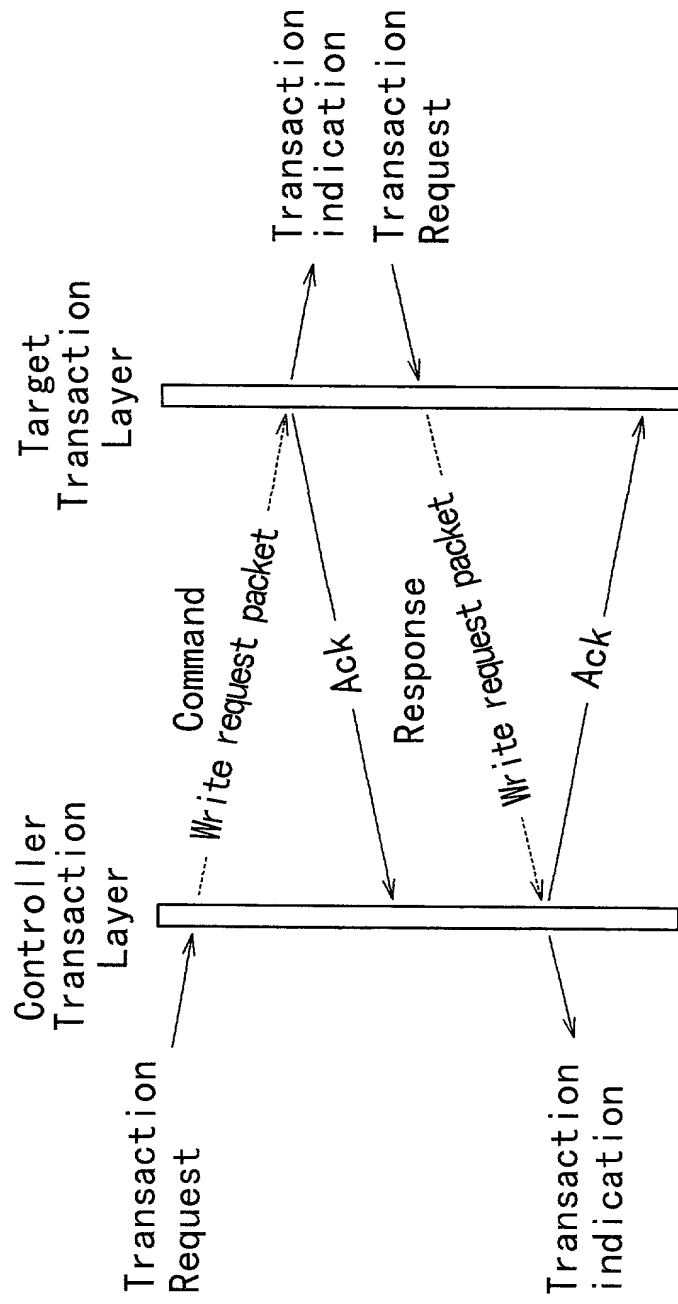 Controller
Transaction
Layer
Target
Transaction
Layer
Transaction
Request
Command
Write request packet
Transaction
indication
Ack
Transaction
Request
Response
Write request packet
Transaction
indication
Ack